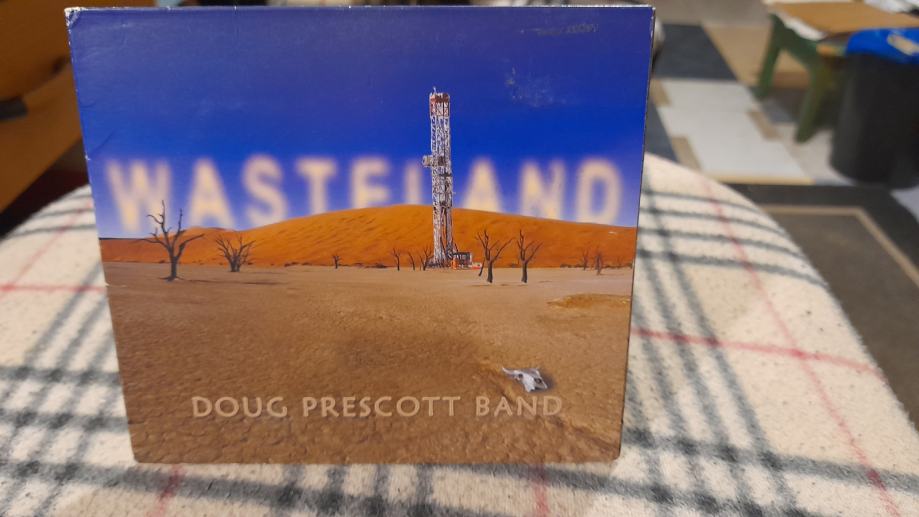 WASTELAND
DOUG PRESCOTT BAND